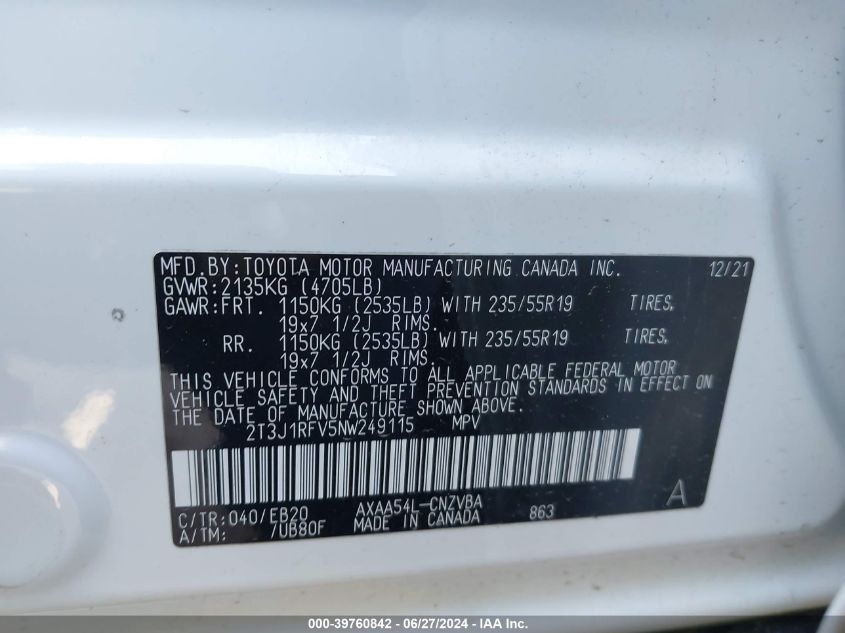 MFD.BY:TOYOTA MOTOR MANUFACTURING CANADA INC. 12/21
GVWR:2135KG (4705LB)
GAWR:FRT. 1150KG (2535LB) WITH 235/55R19 TIRES,
19x7 1/2J RIMS.
RR. 1150KG (2535LB) WITH 235/55R19 TIRES,
19x7 1/2J RIMS.
THIS VEHICLE CONFORMS TO ALL APPLICABLE FEDERAL MOTOR
VEHICLE SAFETY AND THEFT PREVENTION STANDARDS IN EFFECT ON
THE DATE OF MANUFACTURE SHOWN ABOVE.
2T3J1RFV5NW249115 MPV
A
C/TR:040/EB20 AXAA54L-CNZVBA 863
A/TM: /UB80F MADE IN CANADA
000-39760842 / 06/27/2024 - IAA Inc.